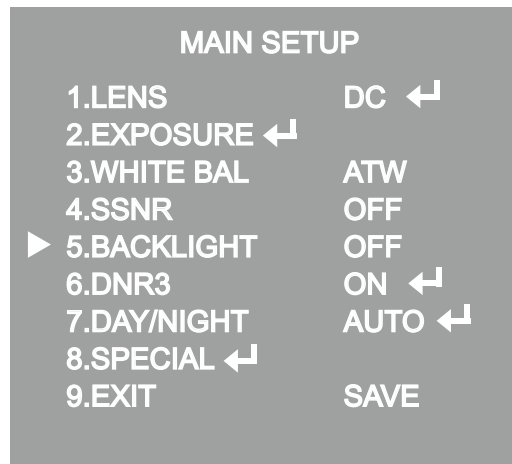 MAIN SETUP
1.LENS DC ↵
2.EXPOSURE ↵
3.WHITE BAL ATW
4.SSNR OFF
▶ 5.BACKLIGHT OFF
6.DNR3 ON ↵
7.DAY/NIGHT AUTO ↵
8.SPECIAL ↵
9.EXIT SAVE